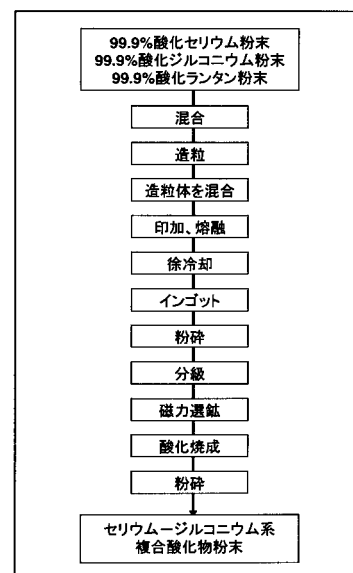 99.9%酸化セリウム粉末
99.9%酸化ジルコニウム粉末
99.9%酸化ランタン粉末
混合
造粒
造粒体を混合
印加、熔融
徐冷却
インゴット
粉砕
分級
磁力選鉱
酸化焼成
粉砕
セリウムージルコニウム系
複合酸化物粉末